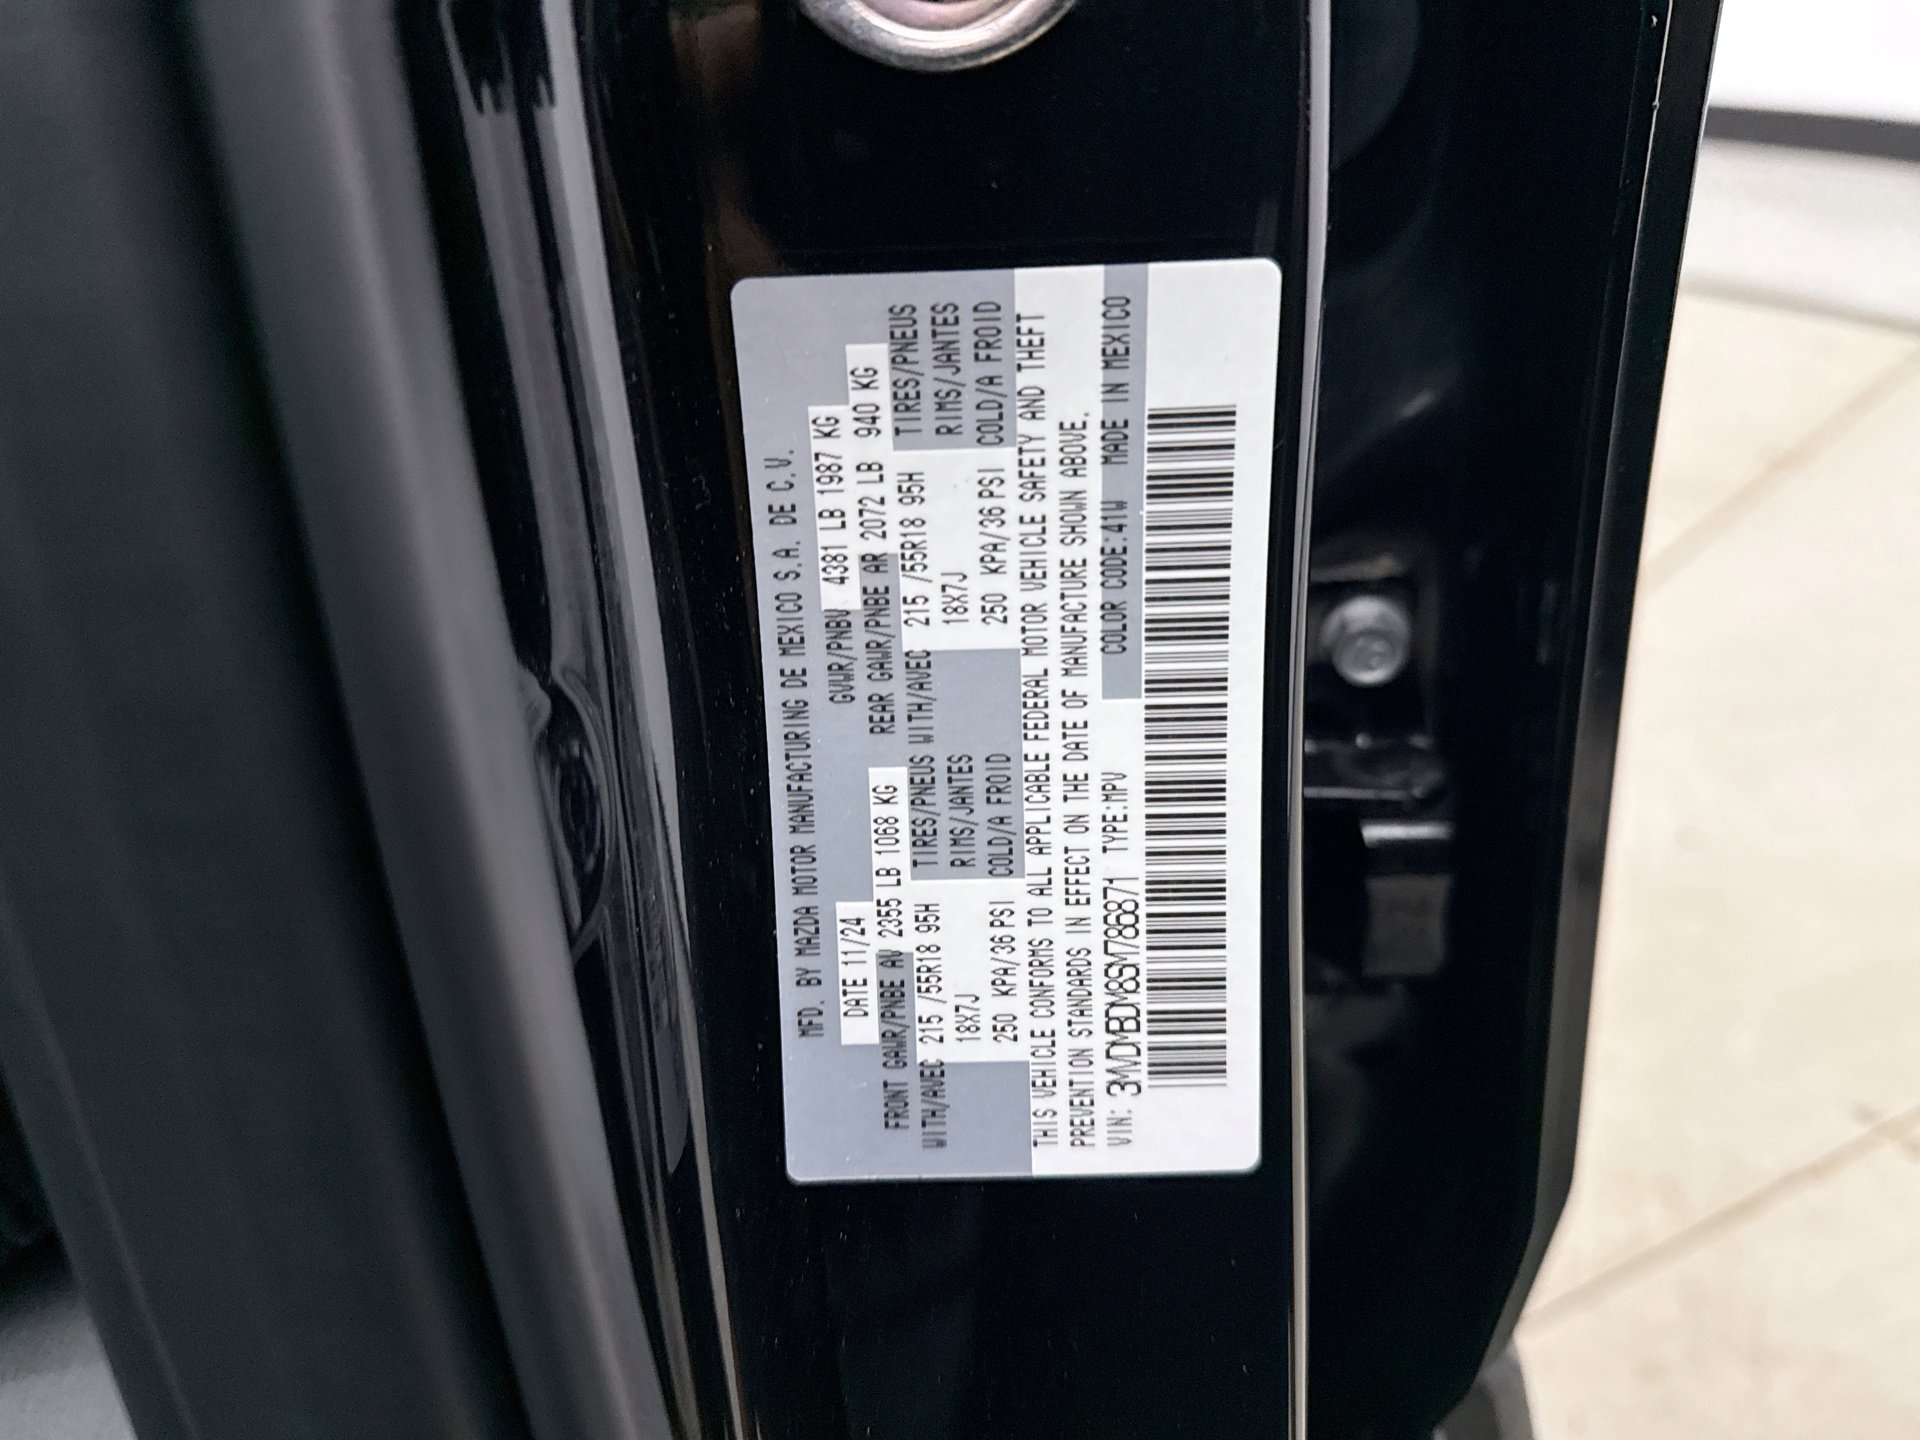 MFD. BY MAZDA MOTOR MANUFACTURING DE MEXICO S.A. DE C.V.
DATE 11/24 GVWR/PNBV 4381 LB 1987 KG
FRONT GAWR/PNBE AV 2355 LB 1068 KG REAR GAWR/PNBE AR 2072 LB 940 KG
WITH/AVEC 215 /55R18 95H TIRES/PNEUS WITH/AVEC 215 /55R18 95H TIRES/PNEUS
18X7J RIMS/JANTES 18X7J RIMS/JANTES
250 KPA/36 PSI COLD/A FROID 250 KPA/36 PSI COLD/A FROID
THIS VEHICLE CONFORMS TO ALL APPLICABLE FEDERAL MOTOR VEHICLE SAFETY AND THEFT
PREVENTION STANDARDS IN EFFECT ON THE DATE OF MANUFACTURE SHOWN ABOVE.
VIN: 3MVDMBDM8SM786871 TYPE:MPV COLOR CODE:41W MADE IN MEXICO